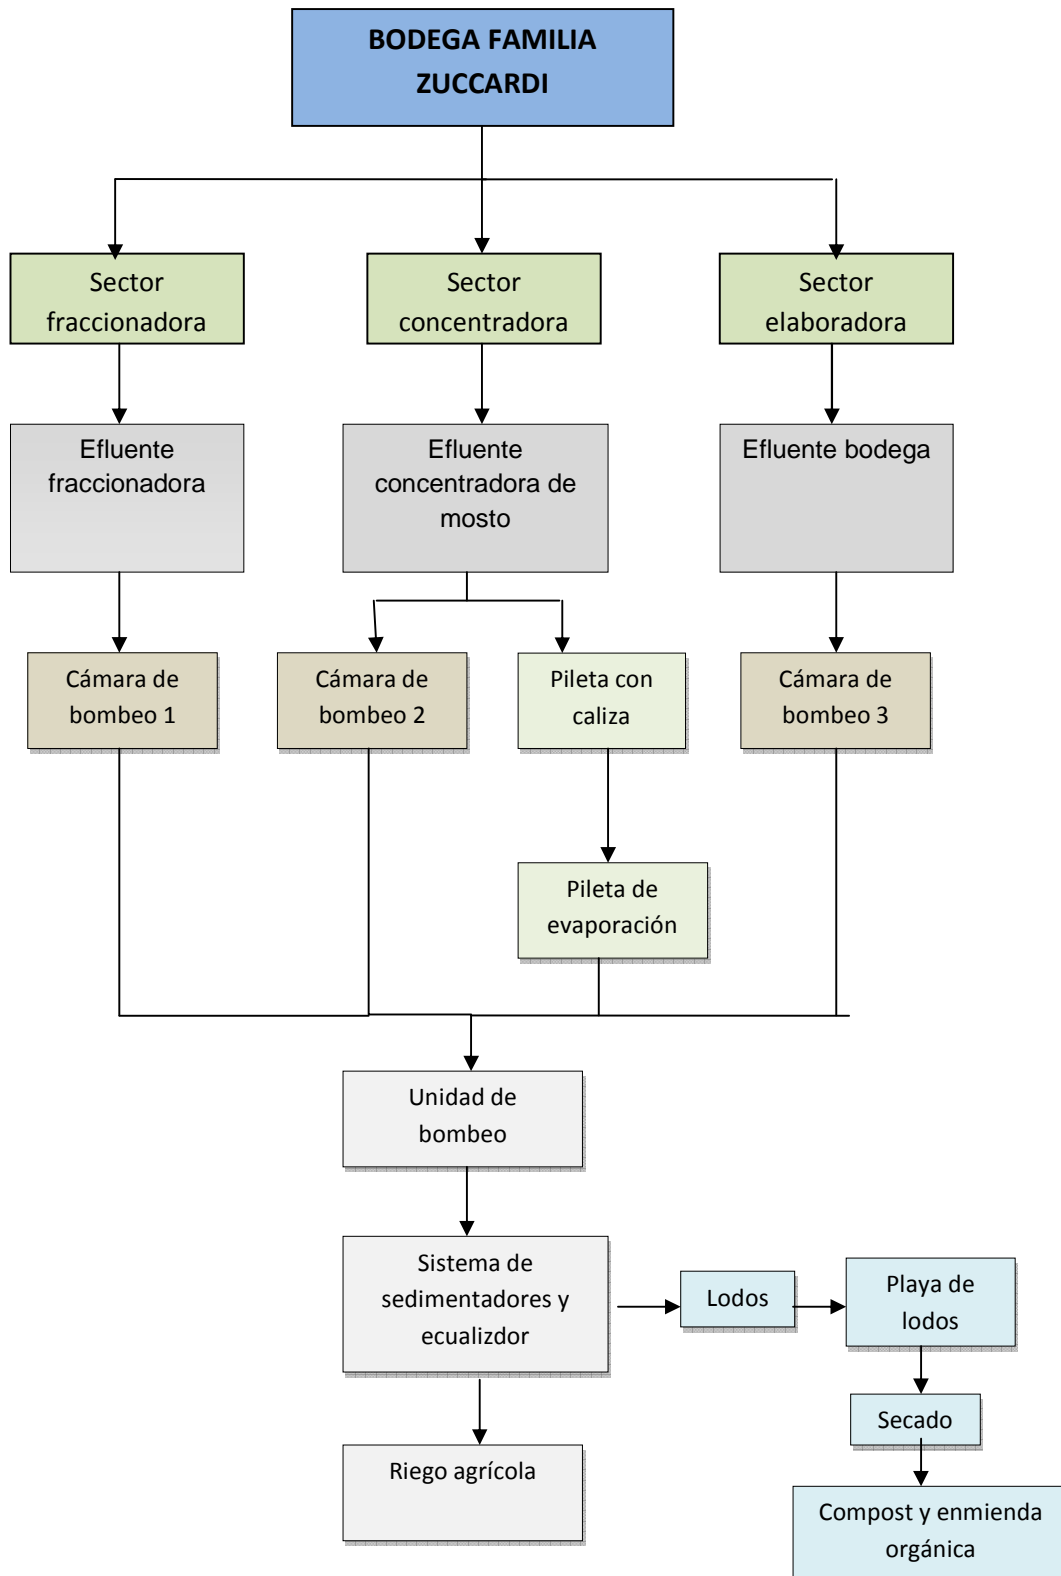 BODEGA FAMILIA
ZUCCARDI
Sector
fraccionadora
Sector
concentradora
Sector
elaboradora
Efluente
fraccionadora
Efluente
concentradora de
mosto
Efluente bodega
Cámara de
bombeo 1
Cámara de
bombeo 2
Pileta con
caliza
Cámara de
bombeo 3
Pileta de
evaporación
Unidad de
bombeo
Sistema de
sedimentadores y
ecualizdor
Lodos
Playa de
lodos
Secado
Riego agrícola
Compost y enmienda
orgánica